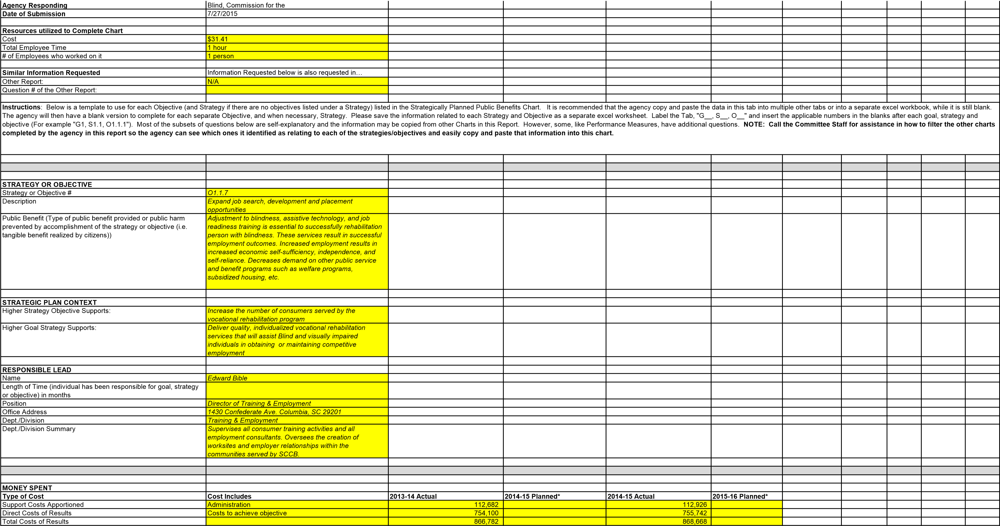 Agency Responding Blind, Commission for the
Date of Submission 7/27/2015
Resources utilized to Complete Chart
Cost $31.41
Total Employee Time 1 hour
# of Employees who worked on it 1 person
Similar Information Requested Information Requested below is also requested in…
Other Report: N/A
Question # of the Other Report:
Instructions:  Below is a template to use for each Objective (and Strategy if there are no objectives listed under a Strategy) listed in the Strategically Planned Public Benefits Chart.   It is recommended that the agency copy and paste the data in this tab into multiple other tabs or into a separate excel workbook, while it is still blank.
The agency will then have a blank version to complete for each separate Objective, and when necessary, Strategy.  Please save the information related to each Strategy and Objective as a separate excel worksheet.  Label the Tab, "G__, S__, O__" and insert the applicable numbers in the blanks after each goal, strategy and
objective (For example "G1, S1.1, O1.1.1").  Most of the subsets of questions below are self-explanatory and the information may be copied from other Charts in this Report.  However, some, like Performance Measures, have additional questions.  NOTE:  Call the Committee Staff for assistance in how to filter the other charts
completed by the agency in this report so the agency can see which ones it identified as relating to each of the strategies/objectives and easily copy and paste that information into this chart.
STRATEGY OR OBJECTIVE
Strategy or Objective # O1.1.7
Description Expand job search, development and placement
opportunities
Public Benefit (Type of public benefit provided or public harm
prevented by accomplishment of the strategy or objective (i.e.
tangible benefit realized by citizens))
Adjustment to blindness, assistive technology, and job
readiness training is essential to successfully rehabilitation
person with blindness. These services result in successful
employment outcomes. Increased employment results in
increased economic self-sufficiency, independence, and
self-reliance. Decreases demand on other public service
and benefit programs such as welfare programs,
subsidized housing, etc.
STRATEGIC PLAN CONTEXT
Higher Strategy Objective Supports: Increase the number of consumers served by the
vocational rehabilitation program
Higher Goal Strategy Supports: Deliver quality, individualized vocational rehabilitation
services that will assist Blind and visually impaired
individuals in obtaining  or maintaining competitive
employment
RESPONSIBLE LEAD
Name Edward Bible
Length of Time (individual has been responsible for goal, strategy
or objective) in months
Position Director of Training & Employment
Office Address 1430 Confederate Ave. Columbia, SC 29201
Dept./Division Training & Employment
Dept./Division Summary Supervises all consumer training activities and all
employment consultants. Oversees the creation of
worksites and employer relationships within the
communities served by SCCB.
MONEY SPENT
Type of Cost Cost Includes 2013-14 Actual 2014-15 Planned* 2014-15 Actual 2015-16 Planned*
Support Costs Apportioned Administration 112,682 112,926
Direct Costs of Results Costs to achieve objective 754,100 755,742
Total Costs of Results 866,782 868,668